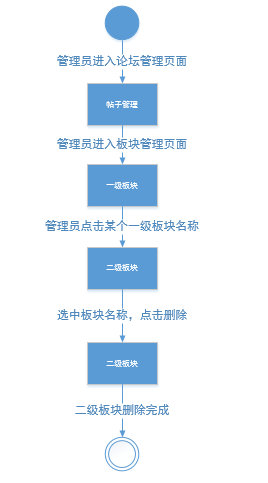 管理员进入论坛管理页面
帖子管理
管理员进入板块管理页面
一级板块
管理员点击某个一级板块名称
二级板块
选中板块名称，点击删除
二级板块
二级板块删除完成